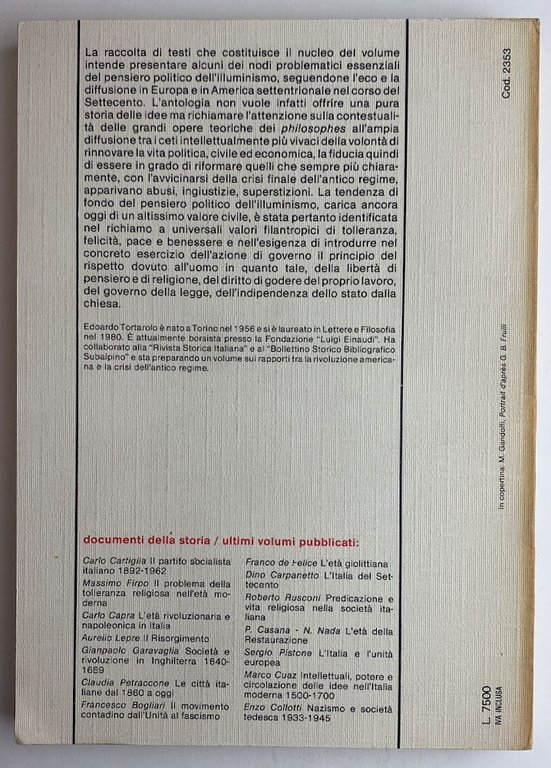 La raccolta di testi che costituisce il nucleo del volume
intende presentare alcuni dei nodi problematici essenziali
del pensiero politico dell'illuminismo, seguendone l'eco e la
diffusione in Europa e in America settentrionale nel corso del
Settecento. L'antologia non vuole infatti offrire una pura
storia delle idee ma richiamare l'attenzione sulla contestuali-
tà delle grandi opere teoriche dei philosophes all'ampia
diffusione tra i ceti intellettualmente più vivaci della volontà di
rinnovare la vita politica, civile ed economica, la fiducia quindi
di essere in grado di riformare quelli che sempre più chiara-
mente, con l'avvicinarsi della crisi finale dell'antico regime,
apparivano abusi, ingiustizie, superstizioni. La tendenza di
fondo del pensiero politico dell'illuminismo, carica ancora
oggi di un altissimo valore civile, è stata pertanto identificata
nel richiamo a universali valori filantropici di tolleranza,
felicità, pace e benessere e nell'esigenza di introdurre nel
concreto esercizio dell'azione di governo il principio del
rispetto dovuto all'uomo in quanto tale, della libertà di
pensiero e di religione, del diritto di godere del proprio lavoro,
del governo della legge, dell'indipendenza dello stato dalla
chiesa.
Edoardo Tortarolo è nato a Torino nel 1956 e si è laureato in Lettere e Filosofia
nel 1980. È attualmente borsista presso la Fondazione "Luigi Einaudi". Ha
collaborato alla "Rivista Storica Italiana" e al "Bollettino Storico Bibliografico
Subalpino" e sta preparando un volume sui rapporti tra la rivoluzione america-
na e la crisi dell'antico regime.
documenti della storia / ultimi volumi pubblicati:
Carlo Cartiglia Il partito socialista
italiano 1892-1962
Massimo Firpo Il problema della
tolleranza religiosa nell'età mo-
derna
Carlo Capra L'età rivoluzionaria e
napoleonica in Italia
Aurelio Lepre Il Risorgimento
Gianpaolo Garavaglia Società e
rivoluzione in Inghilterra 1640-
1689
Claudia Petraccone Le città ita-
liane dal 1860 a oggi
Francesco Bogliari Il movimento
contadino dall'Unità al fascismo
Franco de Felice L'età giolittiana
Dino Carpanetto L'Italia del Set-
tecento
Roberto Rusconi Predicazione e
vita religiosa nella società ita-
liana
P. Casana - N. Nada L'età della
Restaurazione
Sergio Pistone L'Italia e l'unità
europea
Marco Cuaz Intellettuali, potere e
circolazione delle idee nell'Italia
moderna 1500-1700
Enzo Collotti Nazismo e società
tedesca 1933-1945
Cod. 2353
In copertina: M. Gandolfi, Portrait d'après G. B. Frulli
L. 7500
IVA INCLUSA